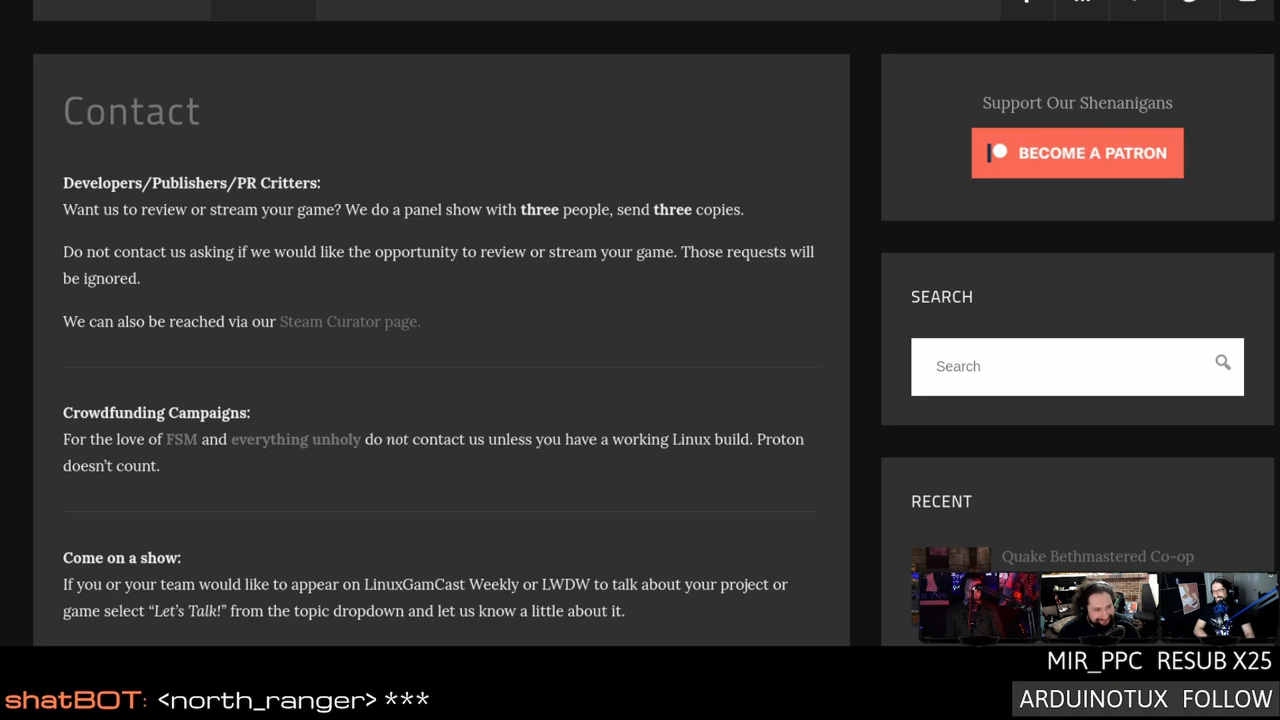 Contact
Developers/Publishers/PR Critters:
Want us to review or stream your game? We do a panel show with three people, send three copies.
Do not contact us asking if we would like the opportunity to review or stream your game. Those requests will
be ignored.
We can also be reached via our Steam Curator page.
Crowdfunding Campaigns:
For the love of FSM and everything unholy do not contact us unless you have a working Linux build. Proton
doesn’t count.
Come on a show:
If you or your team would like to appear on LinuxGamCast Weekly or LWDW to talk about your project or
game select “Let’s Talk!” from the topic dropdown and let us know a little about it.
Support Our Shenanigans
BECOME A PATRON
SEARCH
Search
RECENT
Quake Bethmastered Co-op
MIR_PPC RESUB X25
shatBOT: <north_ranger> ***
ARDUINOTUX FOLLOW